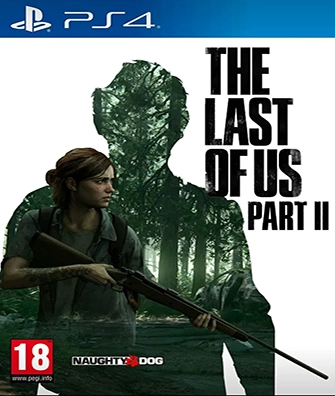 PS4
THE
LAST
OF US
PART II
18
www.pegi.info
NAUGHTY DOG